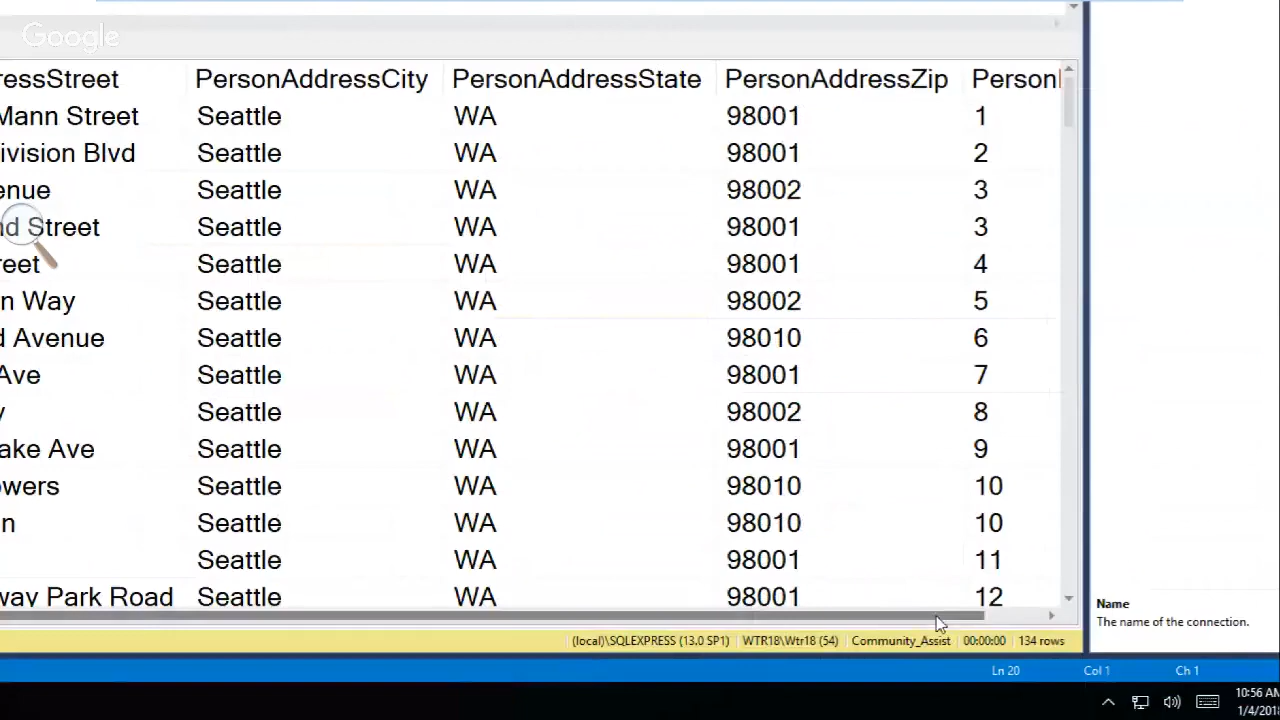 Google
ressStreet PersonAddressCity PersonAddressState PersonAddressZip Person
Mann Street Seattle WA 98001 1
ivision Blvd Seattle WA 98001 2
enue Seattle WA 98002 3
nd Street Seattle WA 98001 3
reet Seattle WA 98001 4
n Way Seattle WA 98002 5
d Avenue Seattle WA 98010 6
Ave Seattle WA 98001 7
y Seattle WA 98002 8
ake Ave Seattle WA 98001 9
owers Seattle WA 98010 10
n Seattle WA 98010 10
Seattle WA 98001 11
way Park Road Seattle WA 98001 12
Name
The name of the connection.
(local)\SQLEXPRESS (13.0 SP1) WTR18\Wtr18 (54) Community_Assist 00:00:00 134 rows
Ln 20 Col 1 Ch 1
10:56 AM
1/4/201